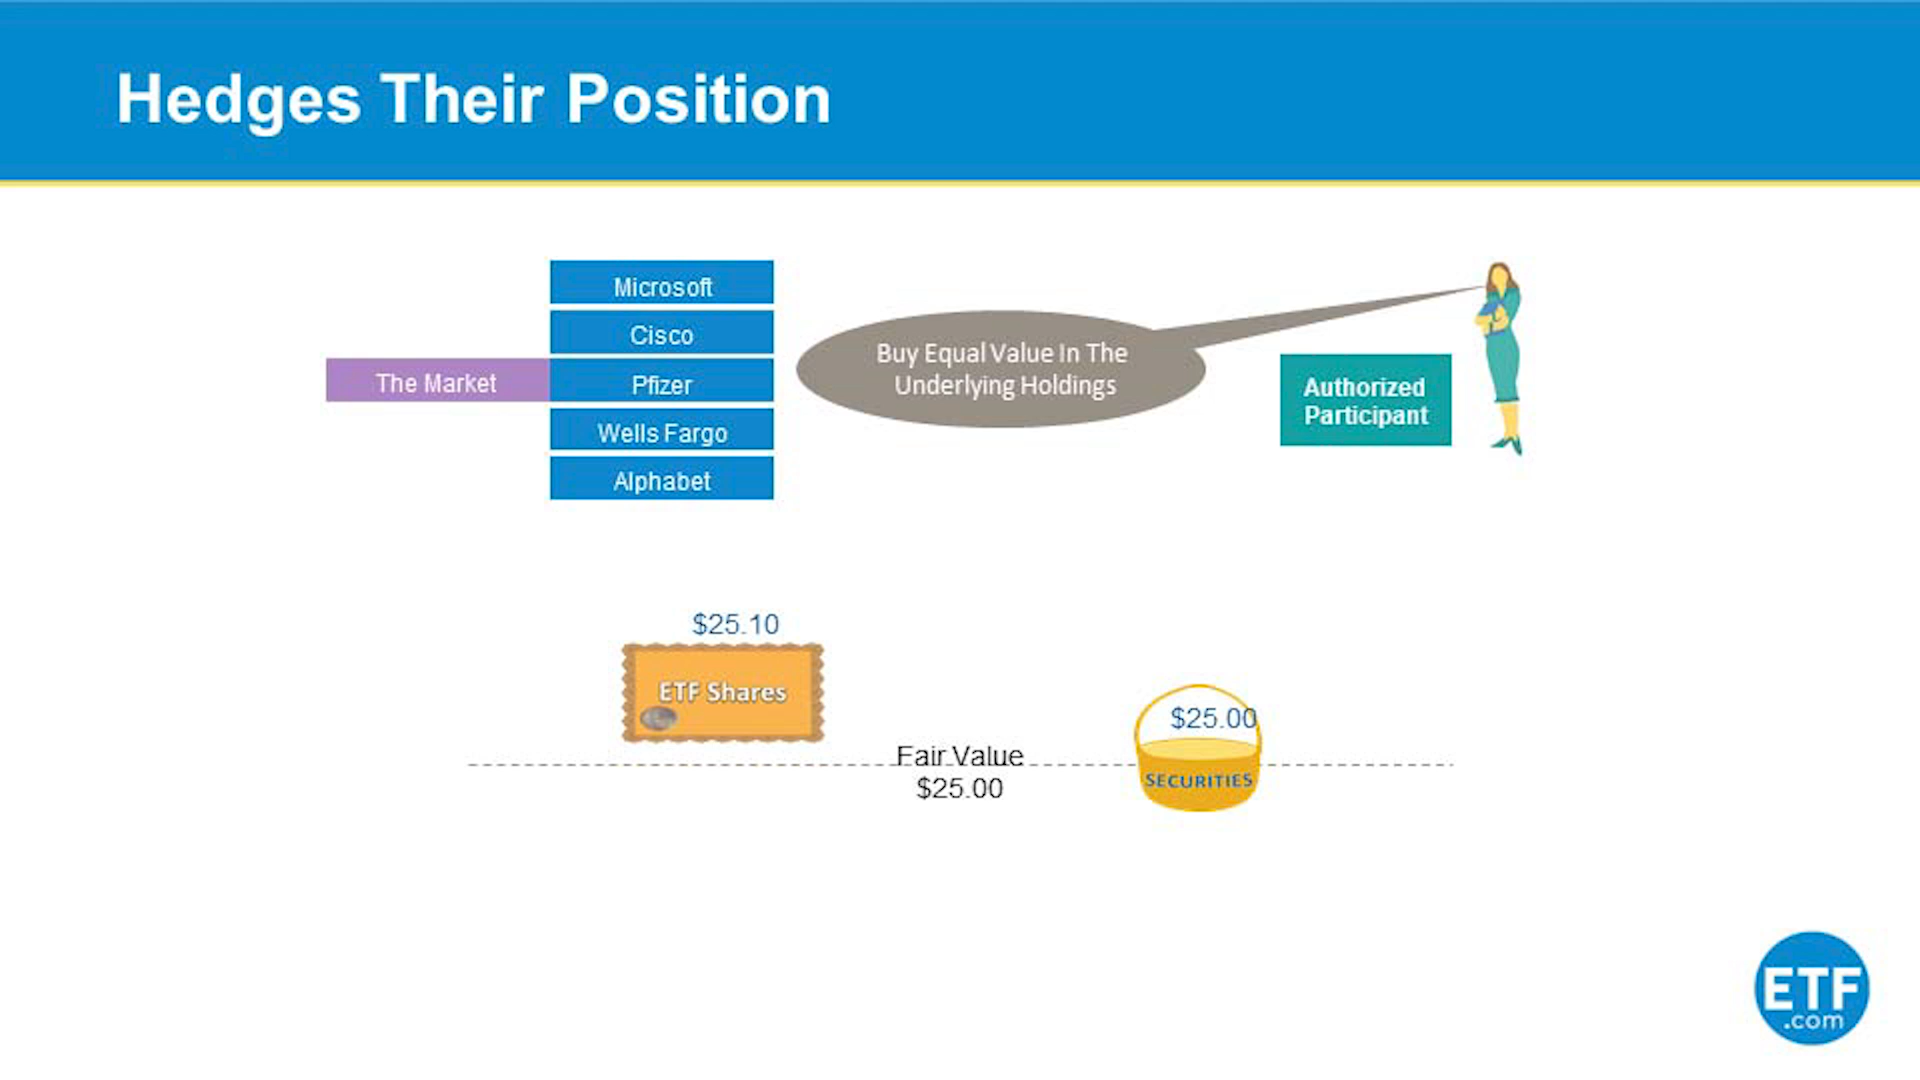 Hedges Their Position
Microsoft
Cisco
The Market
Pfizer
Wells Fargo
Alphabet
Buy Equal Value In The
Underlying Holdings
Authorized
Participant
$25.10
ETF Shares
$25.00
SECURITIES
Fair Value
$25.00
ETF
.com